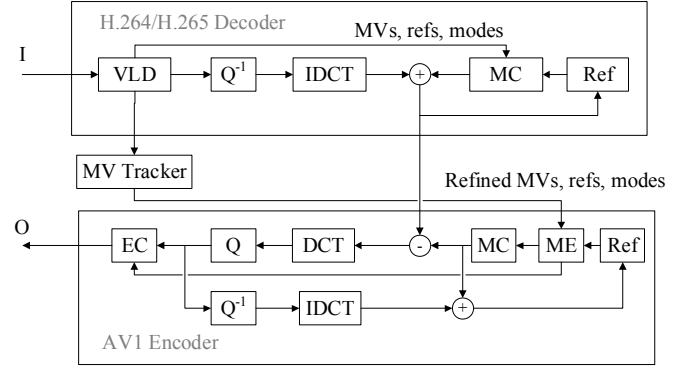 H.264/H.265 Decoder
MVs, refs, modes
I
VLD
Q-1
IDCT
+
MC
Ref
MV Tracker
Refined MVs, refs, modes
O
EC
Q
DCT
-
MC
ME
Ref
Q-1
IDCT
+
AV1 Encoder